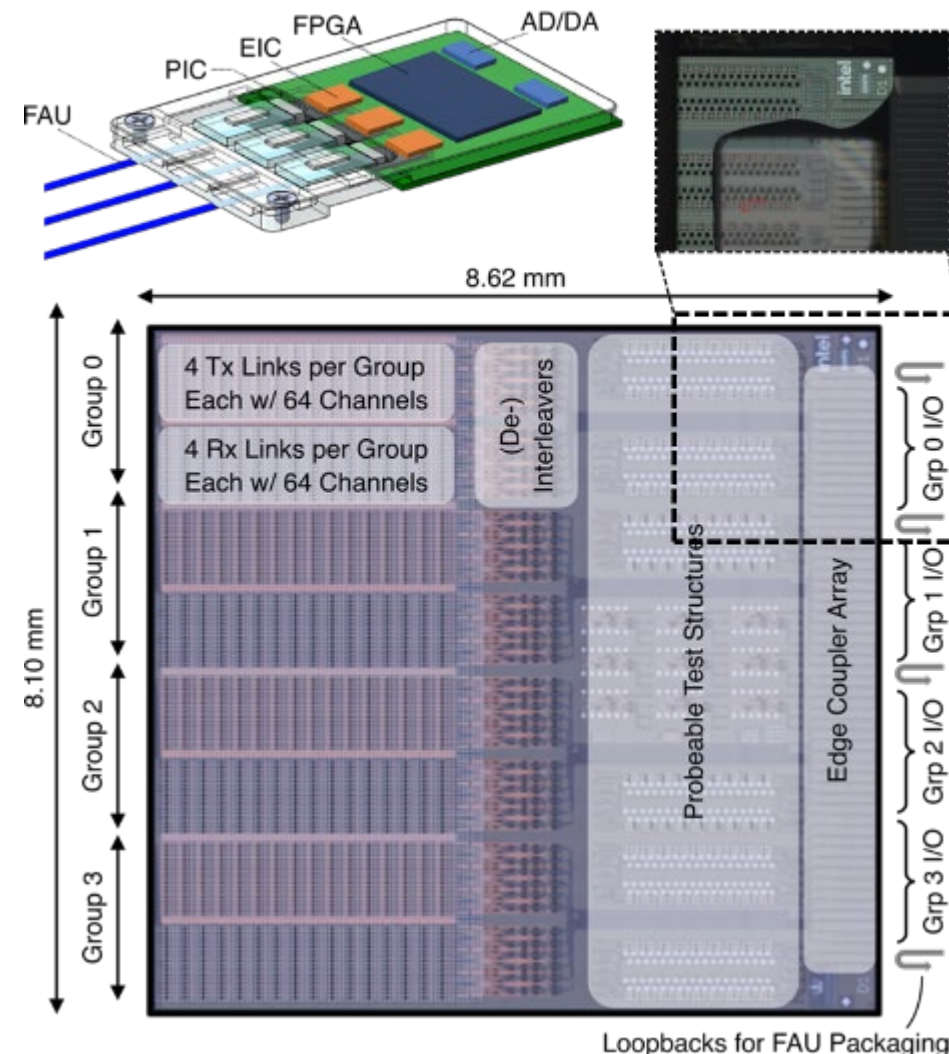 FPGA
AD/DA
EIC
PIC
FAU
intel
D1
8.62 mm
8.10 mm
Group 0
Group 1
Group 2
Group 3
4 Tx Links per Group
Each w/ 64 Channels
4 Rx Links per Group
Each w/ 64 Channels
(De-)
Interleavers
Probeable Test Structures
Edge Coupler Array
intel
Grp 0 I/O
Grp 1 I/O
Grp 2 I/O
Grp 3 I/O
Loopbacks for FAU Packaging